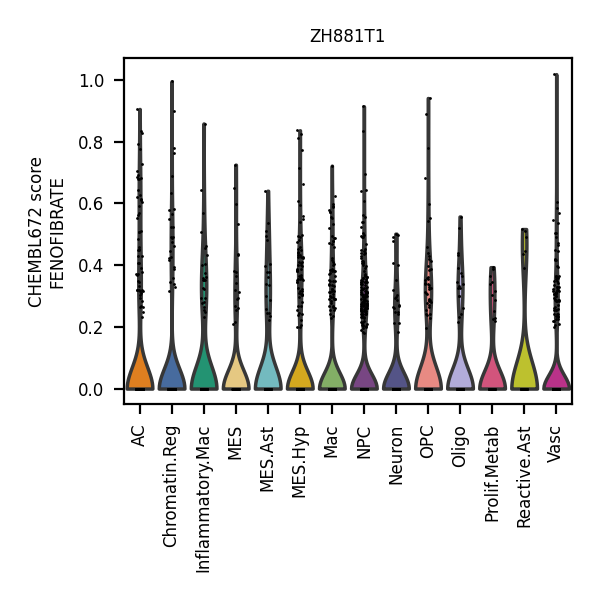 ZH881T1
CHEMBL672 score
FENOFIBRATE
1.0
0.8
0.6
0.4
0.2
0.0
AC
Chromatin.Reg
Inflammatory.Mac
MES
MES.Ast
MES.Hyp
Mac
NPC
Neuron
OPC
Oligo
Prolif.Metab
Reactive.Ast
Vasc